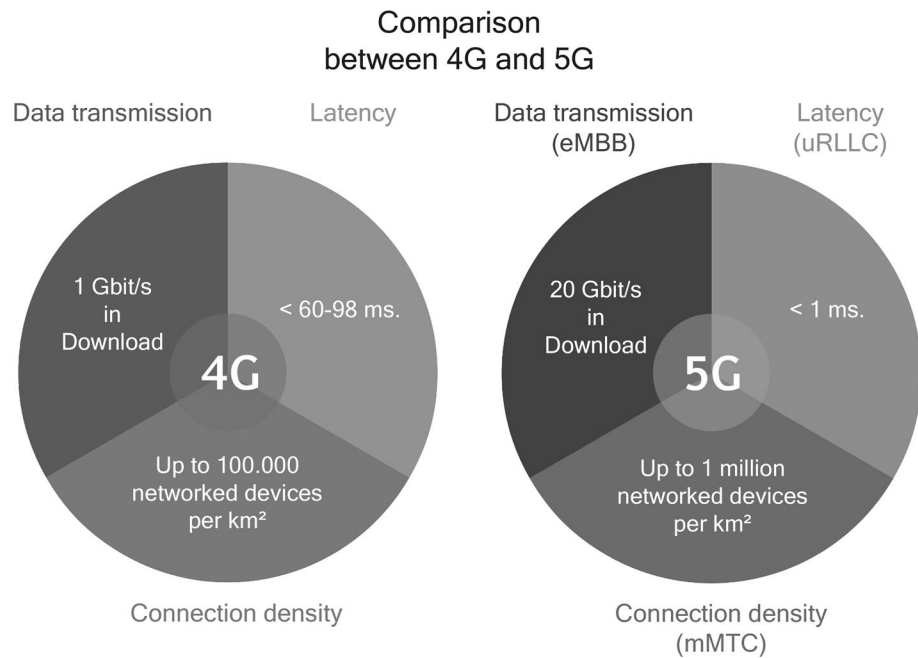 Comparison
between 4G and 5G
Data transmission
Latency
1 Gbit/s
in
Download
< 60-98 ms.
4G
Up to 100.000
networked devices
per km²
Connection density
Data transmission
(eMBB)
Latency
(uRLLC)
20 Gbit/s
in
Download
< 1 ms.
5G
Up to 1 million
networked devices
per km²
Connection density
(mMTC)